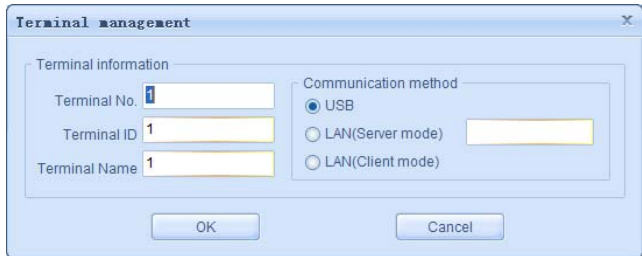 Terminal management
x
Terminal information
Terminal No. 1
Terminal ID 1
Terminal Name 1
Communication method
USB
LAN(Server mode)
LAN(Client mode)
OK
Cancel